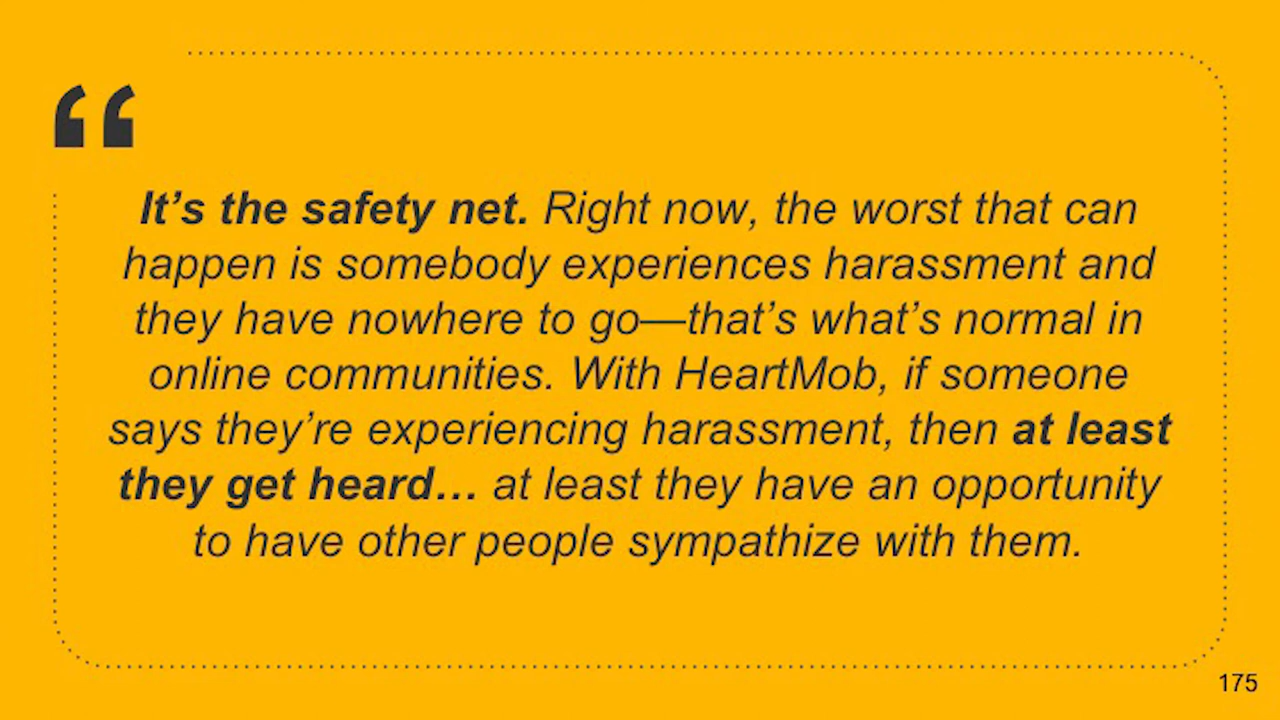 “
It’s the safety net. Right now, the worst that can
happen is somebody experiences harassment and
they have nowhere to go—that’s what’s normal in
online communities. With HeartMob, if someone
says they’re experiencing harassment, then at least
they get heard… at least they have an opportunity
to have other people sympathize with them.
175